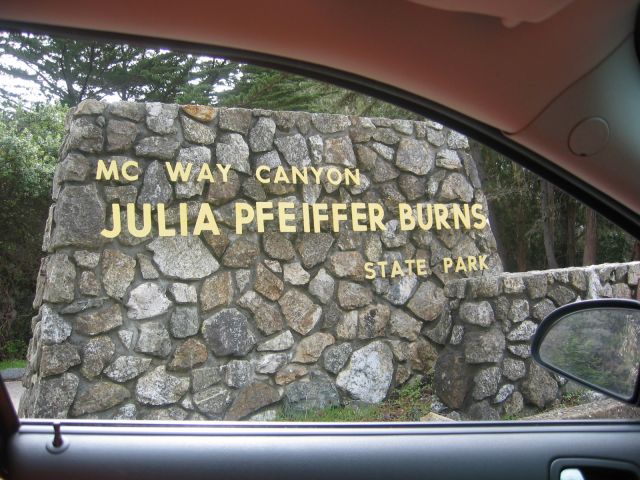 MC WAY CANYON
JULIA PFEIFFER BURNS
STATE PARK